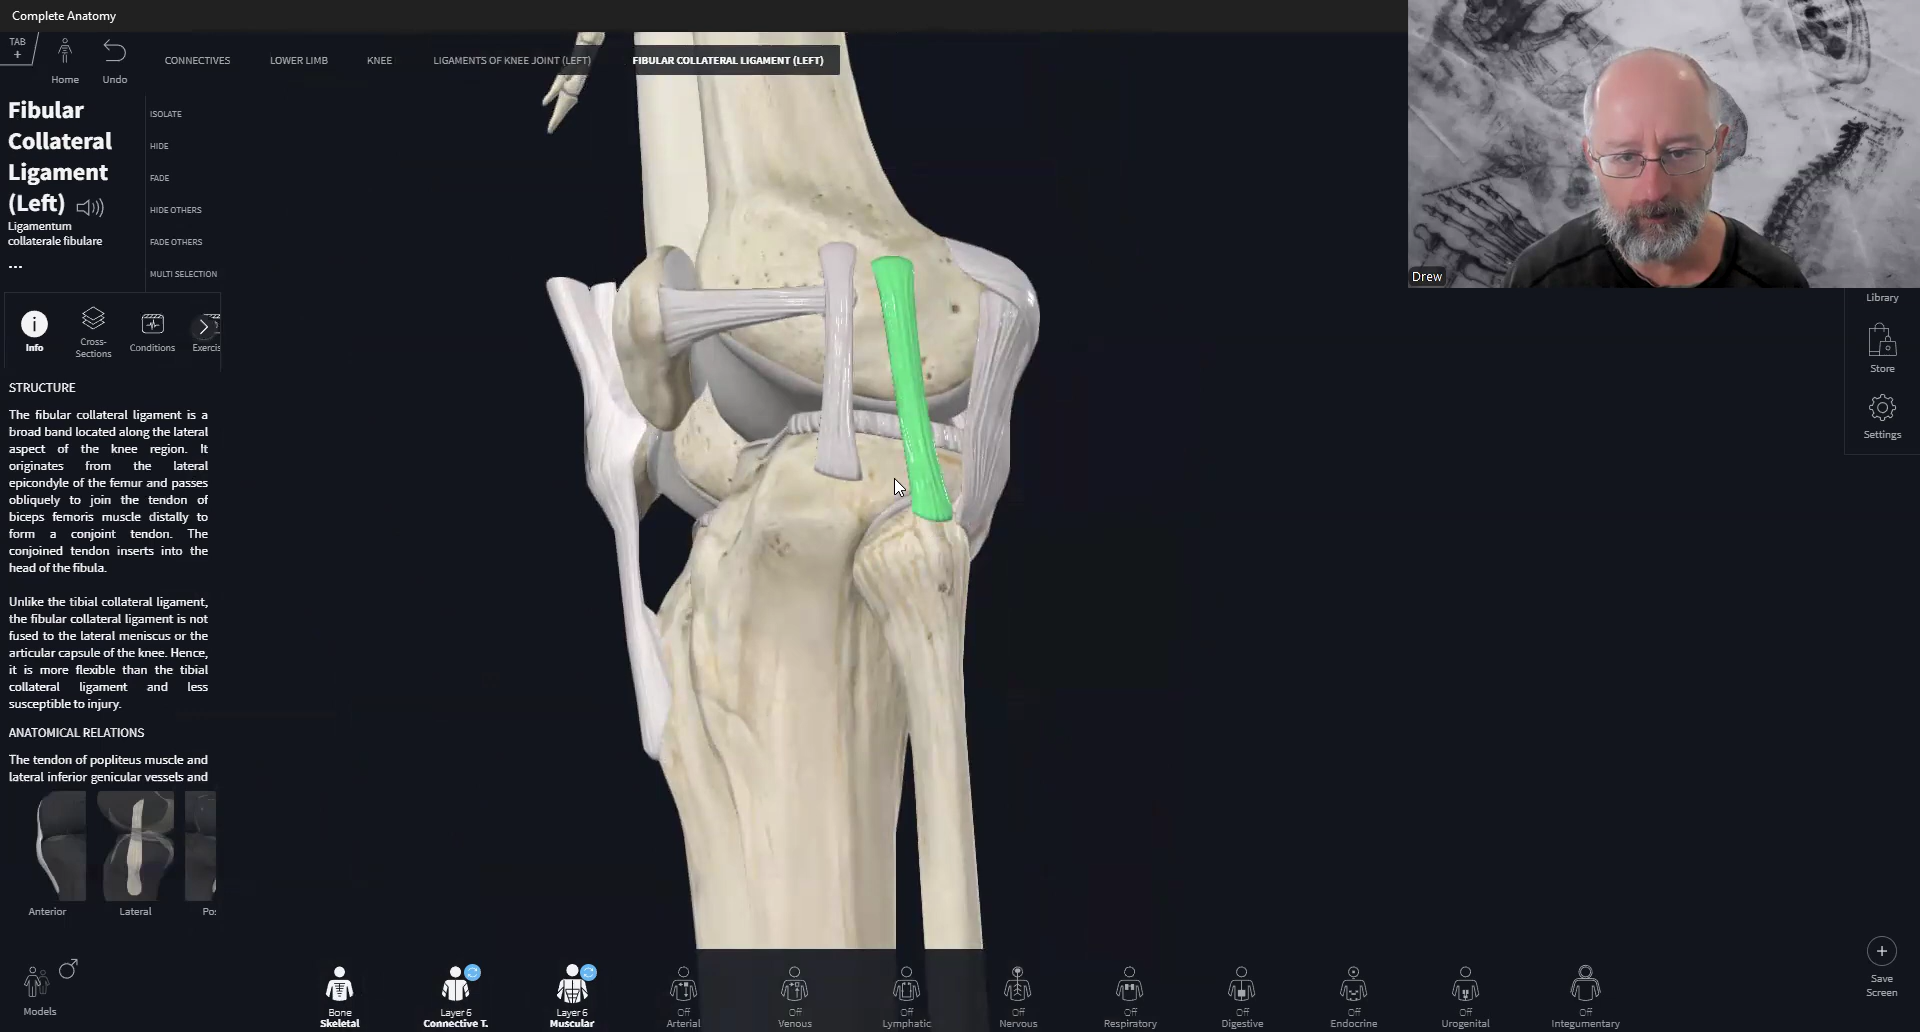 Complete Anatomy
TAB
+
Home
Undo
CONNECTIVES
LOWER LIMB
KNEE
LIGAMENTS OF KNEE JOINT (LEFT)
FIBULAR COLLATERAL LIGAMENT (LEFT)
Fibular
Collateral
Ligament
(Left)
Ligamentum
collaterale fibulare
...
ISOLATE
HIDE
FADE
HIDE OTHERS
FADE OTHERS
MULTI SELECTION
Info
Cross-
Sections
Conditions
Exercis
STRUCTURE
The fibular collateral ligament is a
broad band located along the lateral
aspect of the knee region. It
originates from the lateral
epicondyle of the femur and passes
obliquely to join the tendon of
biceps femoris muscle distally to
form a conjoint tendon. The
conjoined tendon inserts into the
head of the fibula.
Unlike the tibial collateral ligament,
the fibular collateral ligament is not
fused to the lateral meniscus or the
articular capsule of the knee. Hence,
it is more flexible than the tibial
collateral ligament and less
susceptible to injury.
ANATOMICAL RELATIONS
The tendon of popliteus muscle and
lateral inferior genicular vessels and
Anterior
Lateral
Pos
Drew
Library
Store
Settings
Save
Screen
Models
Bone
Skeletal
Layer 6
Connective T.
Layer 6
Muscular
Off
Arterial
Off
Venous
Off
Lymphatic
Off
Nervous
Off
Respiratory
Off
Digestive
Off
Endocrine
Off
Urogenital
Off
Integumentary